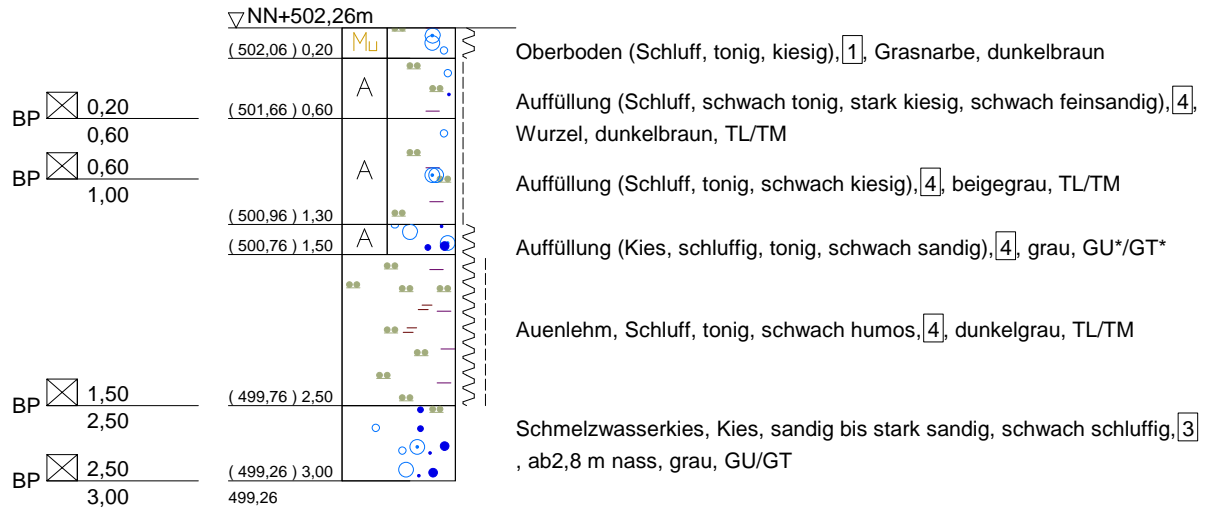 NN+502,26m
( 502,06 ) 0,20
Mu
Oberboden (Schluff, tonig, kiesig), 1, Grasnarbe, dunkelbraun
BP 0,20
0,60
( 501,66 ) 0,60
A
Auffüllung (Schluff, schwach tonig, stark kiesig, schwach feinsandig), 4,
Wurzel, dunkelbraun, TL/TM
BP 0,60
1,00
( 500,96 ) 1,30
A
Auffüllung (Schluff, tonig, schwach kiesig), 4, beigegrau, TL/TM
( 500,76 ) 1,50
A
Auffüllung (Kies, schluffig, tonig, schwach sandig), 4, grau, GU*/GT*
Auenlehm, Schluff, tonig, schwach humos, 4, dunkelgrau, TL/TM
BP 1,50
2,50
( 499,76 ) 2,50
Schmelzwasserkies, Kies, sandig bis stark sandig, schwach schluffig, 3
, ab2,8 m nass, grau, GU/GT
BP 2,50
3,00
( 499,26 ) 3,00
499,26